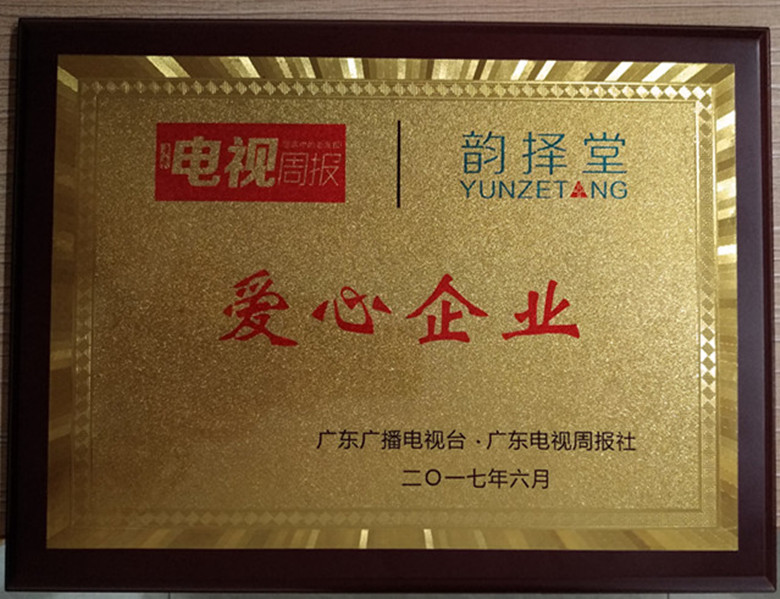 电视周报
韵择堂
YUNZETANG
爱心企业
广东广播电视台·广东电视周报社
二〇一七年六月